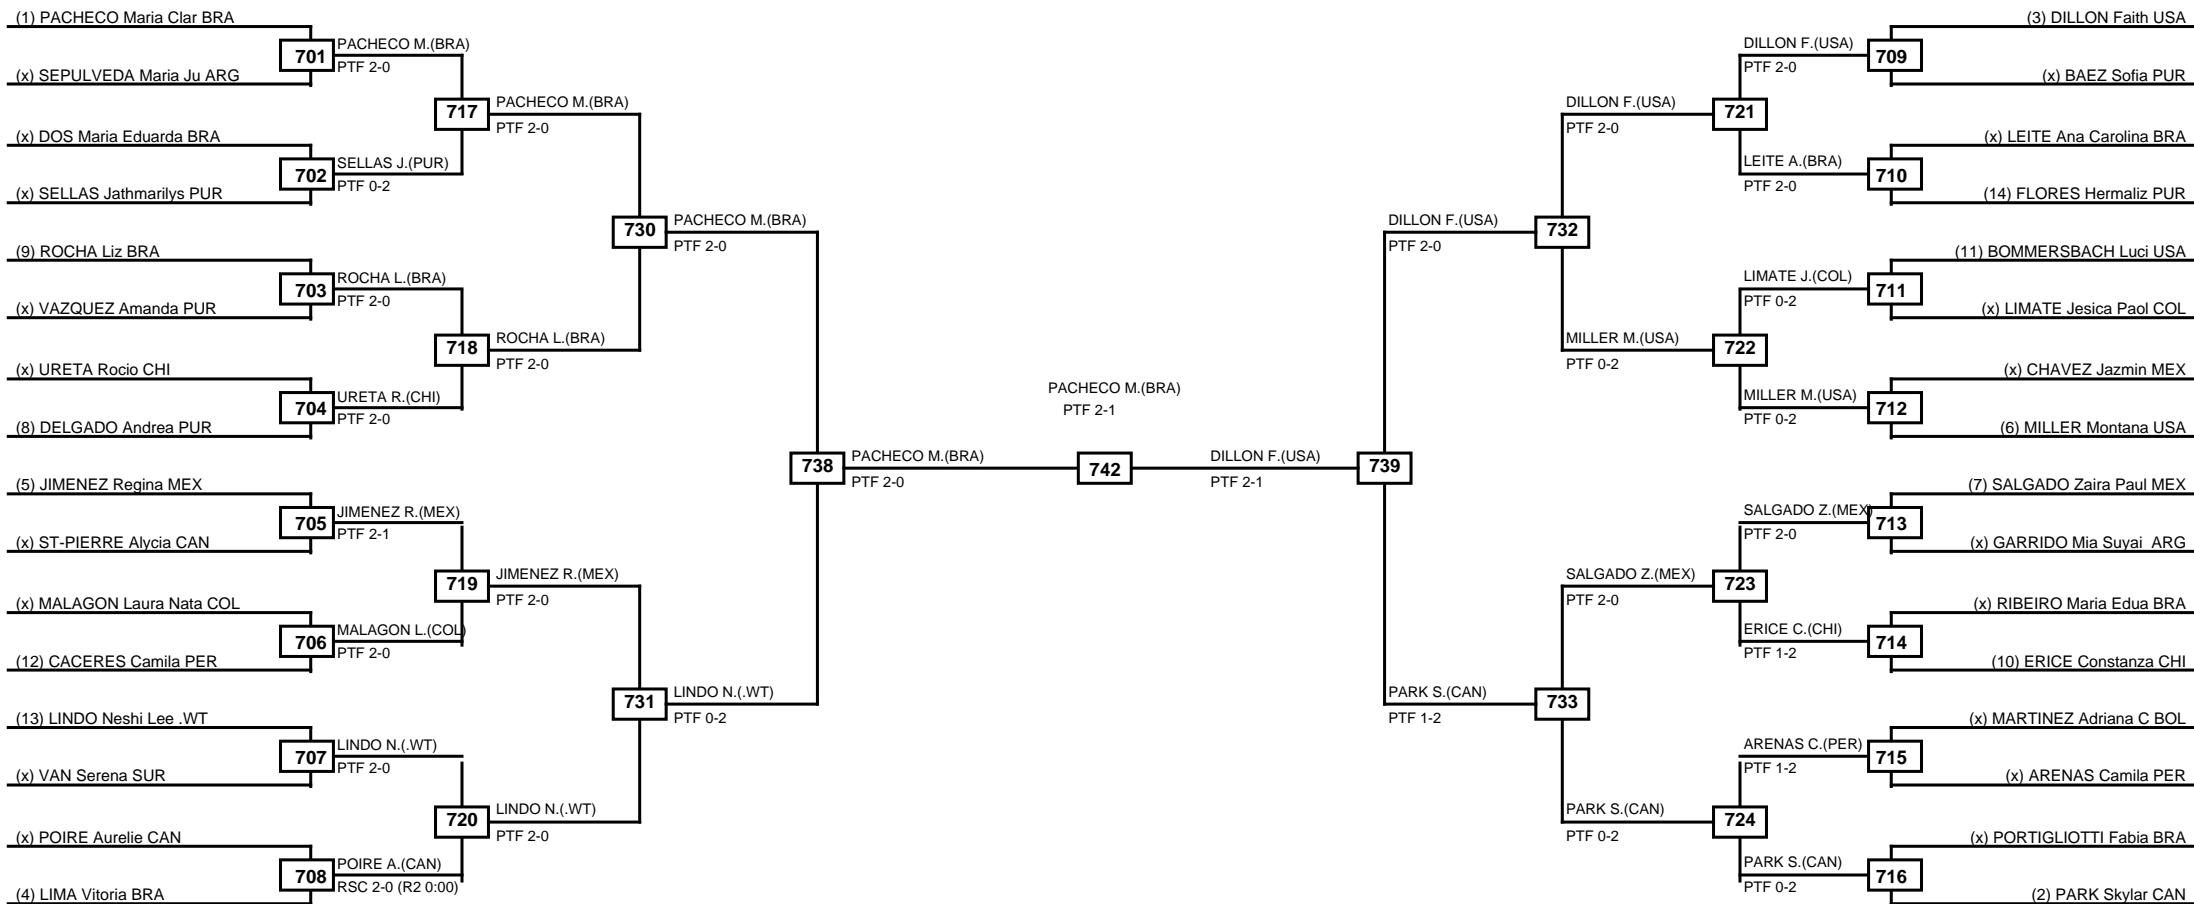 (1) PACHECO Maria Clar BRA
701
PACHECO M.(BRA)
PTF 2-0
(x) SEPULVEDA Maria Ju ARG
717
PACHECO M.(BRA)
PTF 2-0
(x) DOS Maria Eduarda BRA
702
SELLAS J.(PUR)
PTF 0-2
(x) SELLAS Jathmarilys PUR
730
PACHECO M.(BRA)
PTF 2-0
(9) ROCHA Liz BRA
703
ROCHA L.(BRA)
PTF 2-0
(x) VAZQUEZ Amanda PUR
718
ROCHA L.(BRA)
PTF 2-0
(x) URETA Rocio CHI
704
URETA R.(CHI)
PTF 2-0
(8) DELGADO Andrea PUR
738
PACHECO M.(BRA)
PTF 2-0
(5) JIMENEZ Regina MEX
705
JIMENEZ R.(MEX)
PTF 2-1
(x) ST-PIERRE Alycia CAN
719
JIMENEZ R.(MEX)
PTF 2-0
(x) MALAGON Laura Nata COL
706
MALAGON L.(COL)
PTF 2-0
(12) CACERES Camila PER
731
LINDO N.(.WT)
PTF 0-2
(13) LINDO Neshi Lee .WT
707
LINDO N.(.WT)
PTF 2-0
(x) VAN Serena SUR
720
LINDO N.(.WT)
PTF 2-0
(x) POIRE Aurelie CAN
708
POIRE A.(CAN)
RSC 2-0 (R2 0:00)
(4) LIMA Vitoria BRA
PACHECO M.(BRA)
PTF 2-1
742
(3) DILLON Faith USA
DILLON F.(USA)
PTF 2-0
709
(x) BAEZ Sofia PUR
DILLON F.(USA)
PTF 2-0
721
(x) LEITE Ana Carolina BRA
LEITE A.(BRA)
PTF 2-0
710
(14) FLORES Hermaliz PUR
DILLON F.(USA)
PTF 2-0
732
(11) BOMMERSBACH Luci USA
LIMATE J.(COL)
PTF 0-2
711
(x) LIMATE Jesica Paol COL
MILLER M.(USA)
PTF 0-2
722
(x) CHAVEZ Jazmin MEX
MILLER M.(USA)
PTF 0-2
712
(6) MILLER Montana USA
DILLON F.(USA)
PTF 2-1
739
(7) SALGADO Zaira Paul MEX
SALGADO Z.(MEX)
PTF 2-0
713
(x) GARRIDO Mia Suyai ARG
SALGADO Z.(MEX)
PTF 2-0
723
(x) RIBEIRO Maria Edua BRA
ERICE C.(CHI)
PTF 1-2
714
(10) ERICE Constanza CHI
PARK S.(CAN)
PTF 1-2
733
(x) MARTINEZ Adriana C BOL
ARENAS C.(PER)
PTF 1-2
715
(x) ARENAS Camila PER
PARK S.(CAN)
PTF 0-2
724
(x) PORTIGLIOTTI Fabia BRA
PARK S.(CAN)
PTF 0-2
716
(2) PARK Skylar CAN